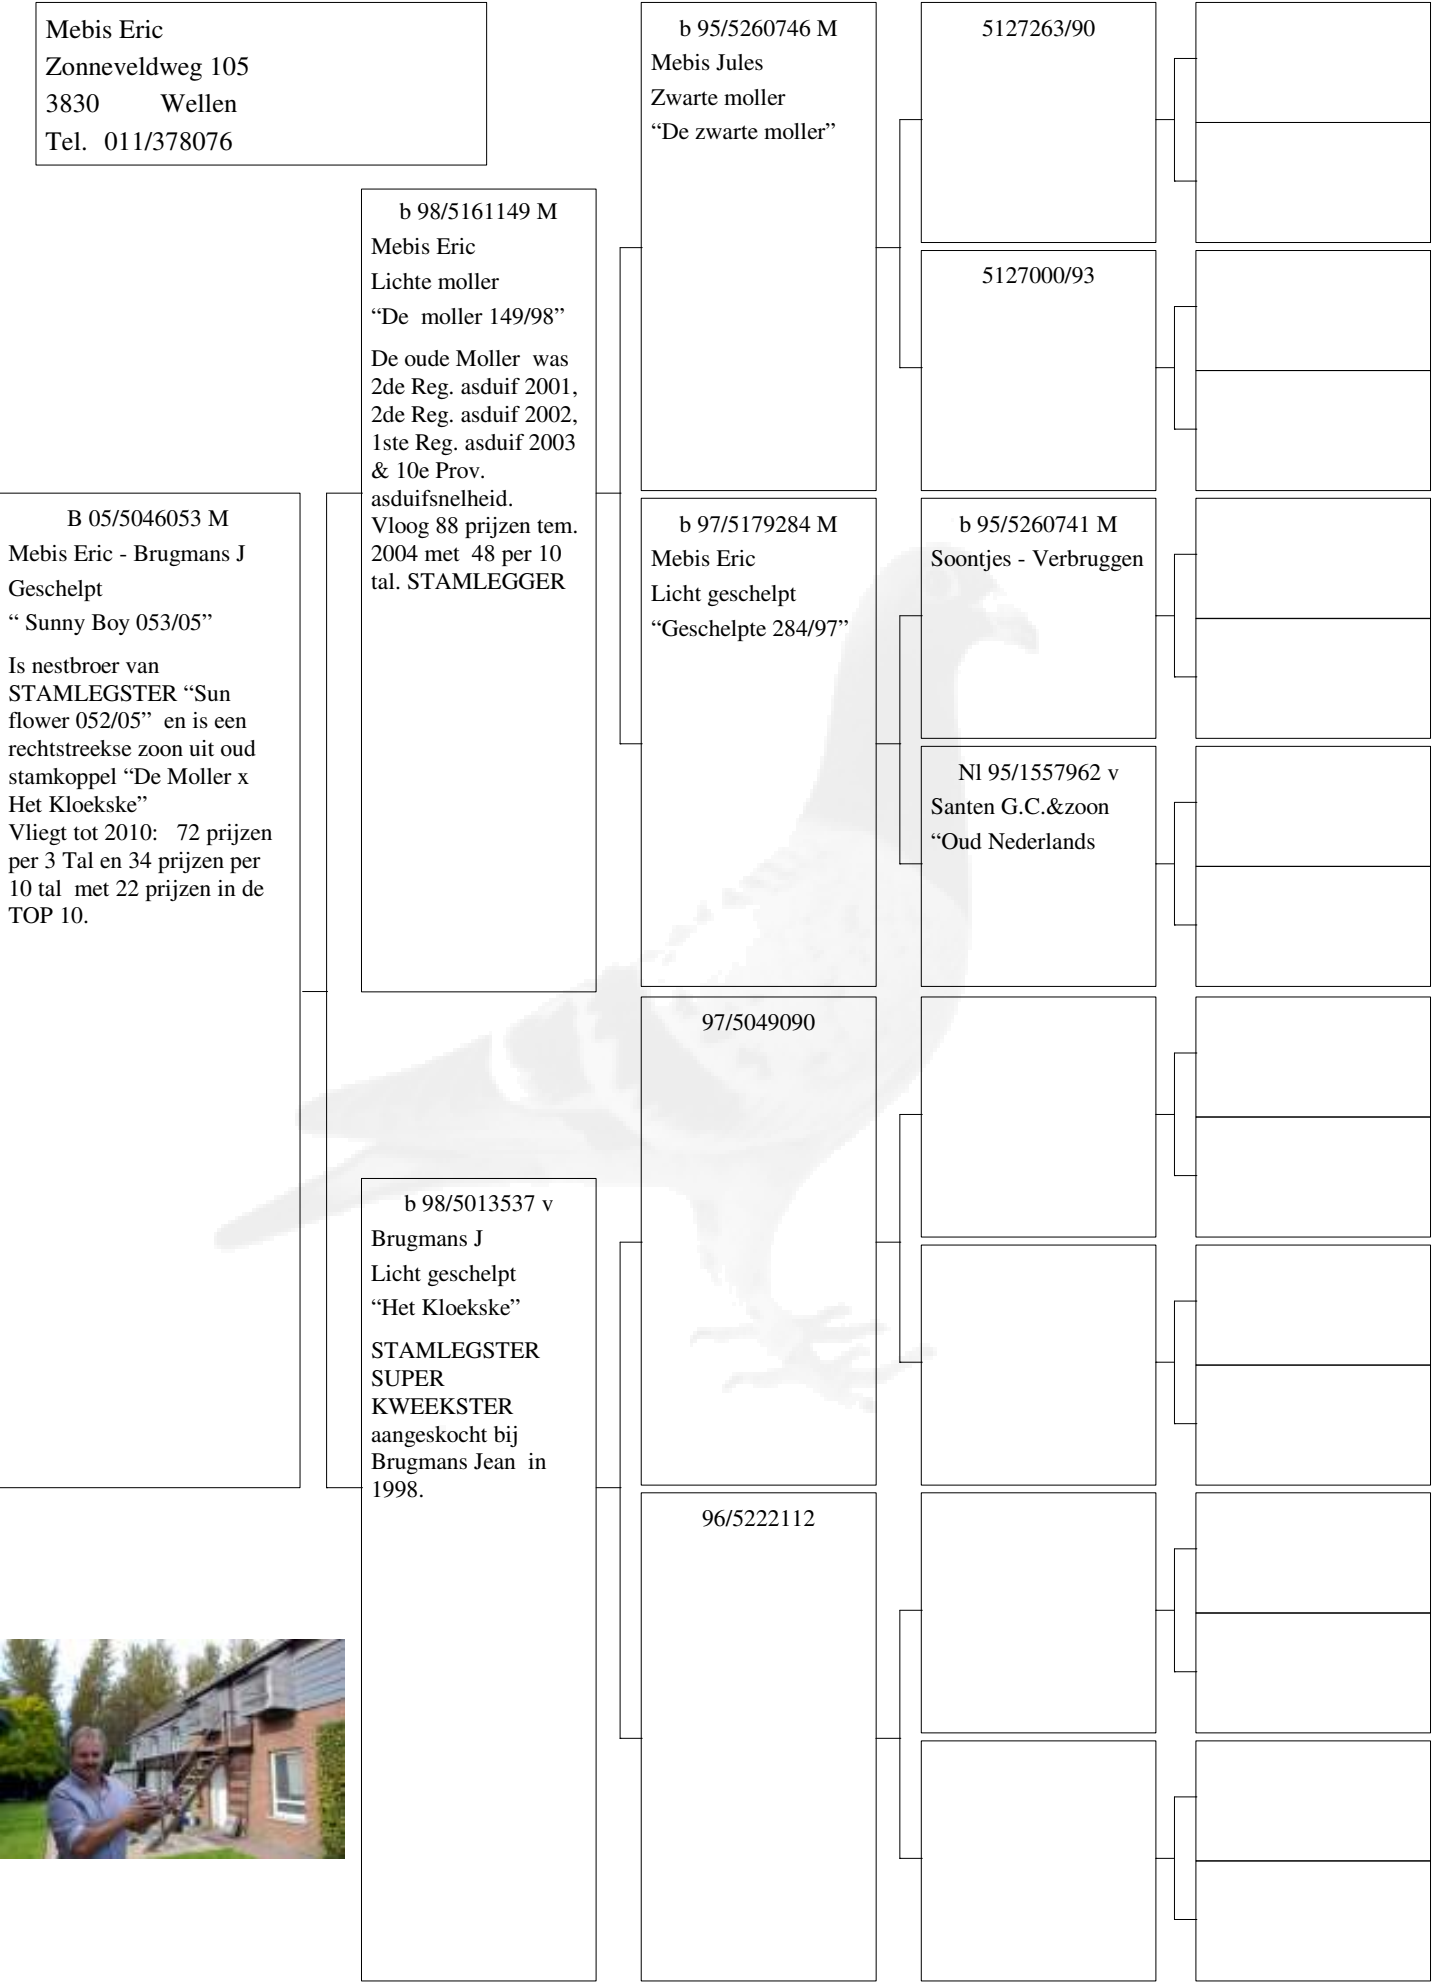 Mebis Eric
Zonneveldweg 105
3830 Wellen
Tel. 011/378076
B 05/5046053 M
Mebis Eric - Brugmans J
Geschelpt
“ Sunny Boy 053/05”
Is nestbroer van
STAMLEGSTER “Sun
flower 052/05” en is een
rechtstreekse zoon uit oud
stamkoppel “De Moller x
Het Kloekske”
Vliegt tot 2010: 72 prijzen
per 3 Tal en 34 prijzen per
10 tal met 22 prijzen in de
TOP 10.
b 98/5161149 M
Mebis Eric
Lichte moller
“De moller 149/98”
De oude Moller was
2de Reg. asduif 2001,
2de Reg. asduif 2002,
1ste Reg. asduif 2003
& 10e Prov.
asduifsnelheid.
Vloog 88 prijzen tem.
2004 met 48 per 10
tal. STAMLEGGER
b 98/5013537 v
Brugmans J
Licht geschelpt
“Het Kloekske”
STAMLEGSTER
SUPER
KWEEKSTER
aangeskocht bij
Brugmans Jean in
1998.
b 95/5260746 M
Mebis Jules
Zwarte moller
“De zwarte moller”
b 97/5179284 M
Mebis Eric
Licht geschelpt
“Geschelpte 284/97”
97/5049090
96/5222112
5127263/90
5127000/93
b 95/5260741 M
Soontjes - Verbruggen
Nl 95/1557962 v
Santen G.C.&zoon
“Oud Nederlands